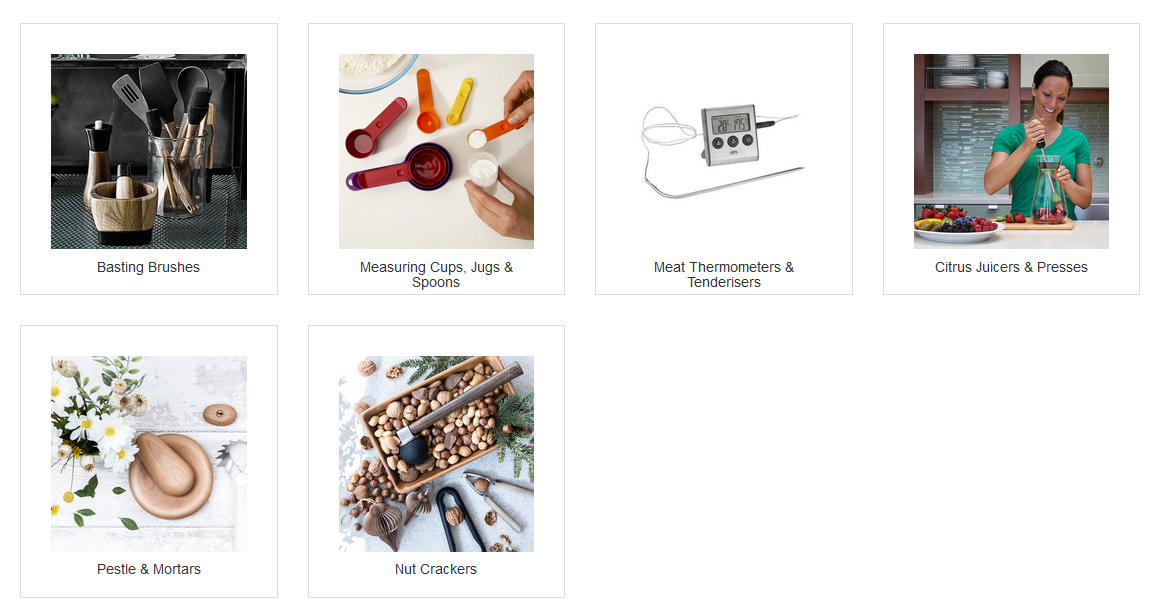 Basting Brushes
Measuring Cups, Jugs &
Spoons
Meat Thermometers &
Tenderisers
Citrus Juicers & Presses
Pestle & Mortars
Nut Crackers